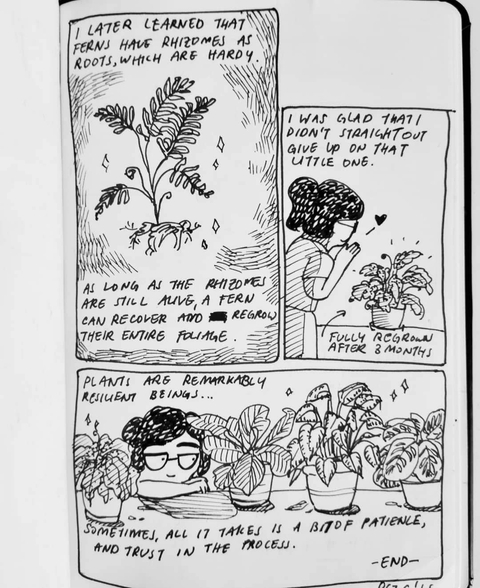 I LATER LEARNED THAT
FERNS HAVE RHIZOMES AS
ROOTS, WHICH ARE HARDY.
AS LONG AS THE RHIZOMES
ARE STILL ALIVE, A FERN
CAN RECOVER AND REGROW
THEIR ENTIRE FOLIAGE.
I WAS GLAD THAT I
DIDN'T STRAIGHT OUT
GIVE UP ON THAT
LITTLE ONE.
FULLY REGROWN
AFTER 3 MONTHS
PLANTS ARE REMARKABLY
RESILIENT BEINGS...
SOMETIMES, ALL IT TAKES IS A BIT OF PATIENCE,
AND TRUST IN THE PROCESS.
-END-